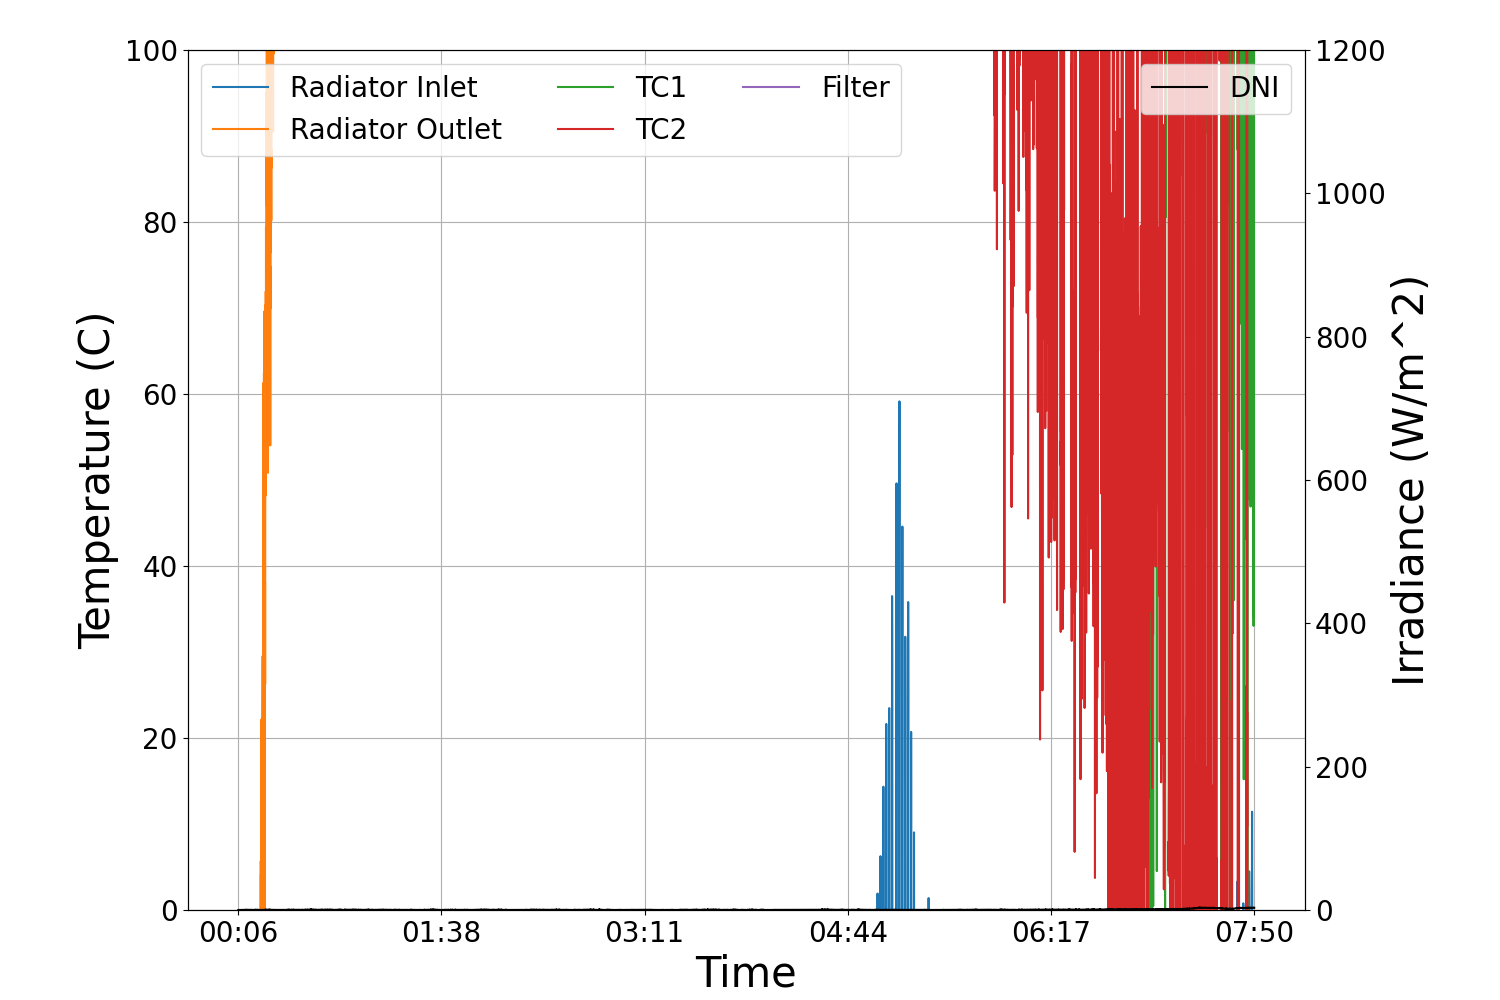 Radiator Inlet
Radiator Outlet
TC1
TC2
Filter
DNI
Temperature (C)
100
80
60
40
20
0
1200
1000
800
600
400
200
0
Irradiance (W/m^2)
00:06 01:38 03:11 04:44 06:17 07:50
Time